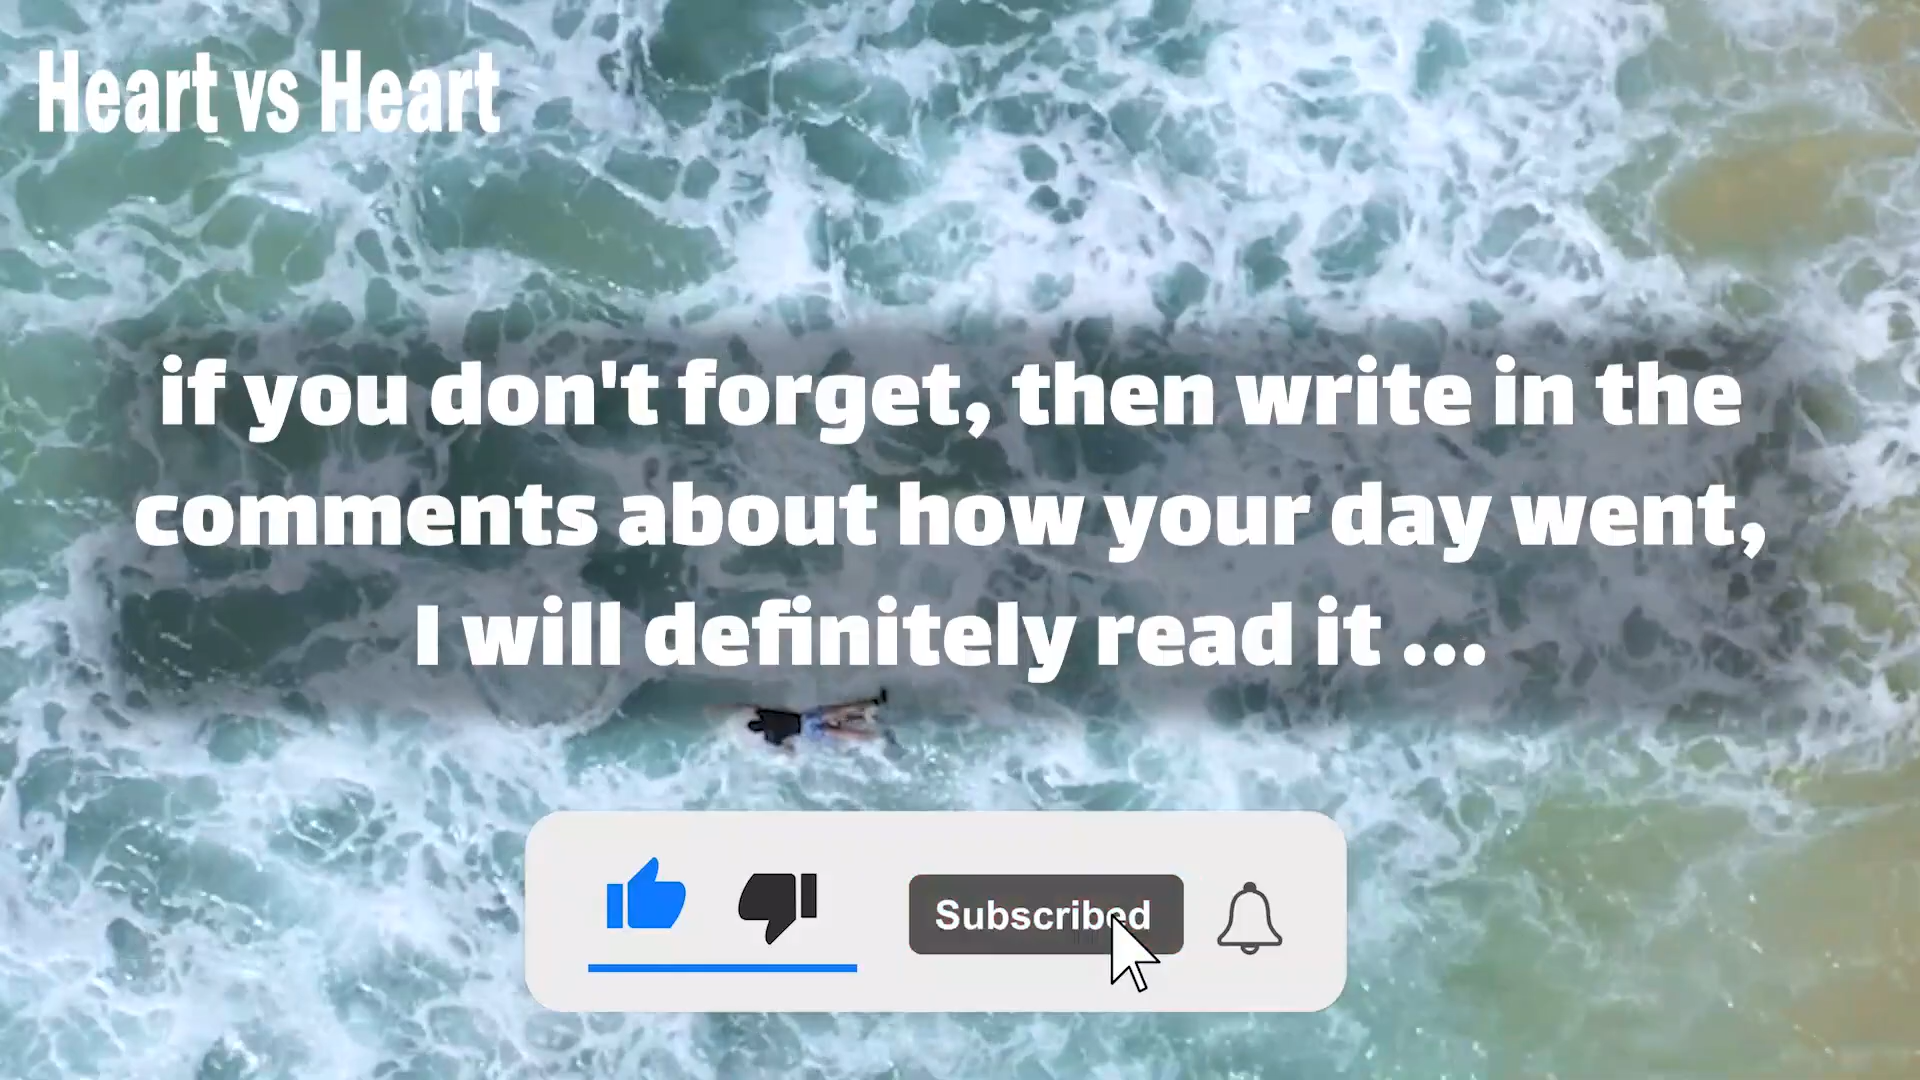 Heart vs Heart
if you don't forget, then write in the
comments about how your day went,
I will definitely read it ...
Subscribed